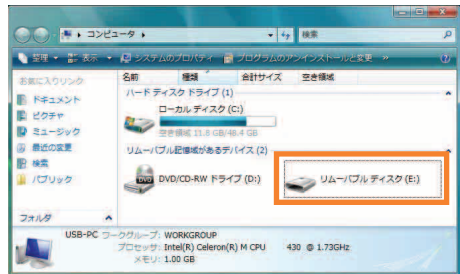 コンピュータ
検索
整理 表示 システムのプロパティ プログラムのアンインストールと変更 »
お気に入りリンク
ドキュメント
ピクチャ
ミュージック
最近の変更
検索
パブリック
フォルダ
名前 種類 合計サイズ 空き領域
ハード ディスク ドライブ (1)
ローカル ディスク (C:)
空き領域 11.8 GB/46.4 GB
リムーバブル記憶域があるデバイス (2)
DVD/CD-RW ドライブ (D:)
リムーバブル ディスク (E:)
USB-PC ワークグループ: WORKGROUP
プロセッサ: Intel(R) Celeron(R) M CPU 430 @ 1.73GHz
メモリ: 1.00 GB